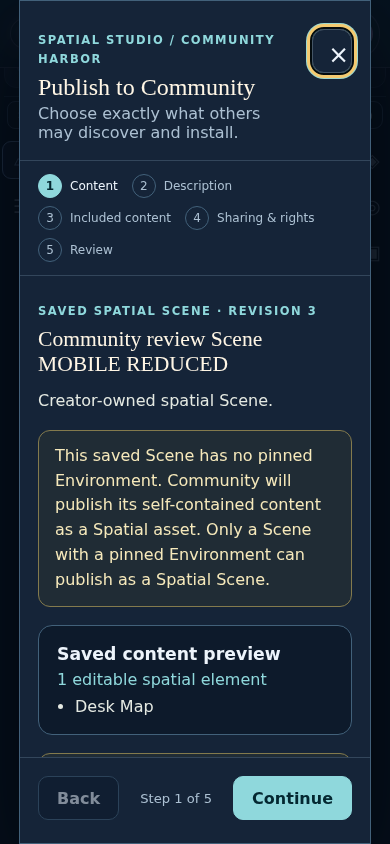 SPATIAL STUDIO / COMMUNITY
HARBOR
Publish to Community
Choose exactly what others
may discover and install.
×
1 Content 2 Description
3 Included content 4 Sharing & rights
5 Review
SAVED SPATIAL SCENE · REVISION 3
Community review Scene
MOBILE REDUCED
Creator-owned spatial Scene.
This saved Scene has no pinned
Environment. Community will
publish its self-contained content
as a Spatial asset. Only a Scene
with a pinned Environment can
publish as a Spatial Scene.
Saved content preview
1 editable spatial element
• Desk Map
Back Step 1 of 5 Continue